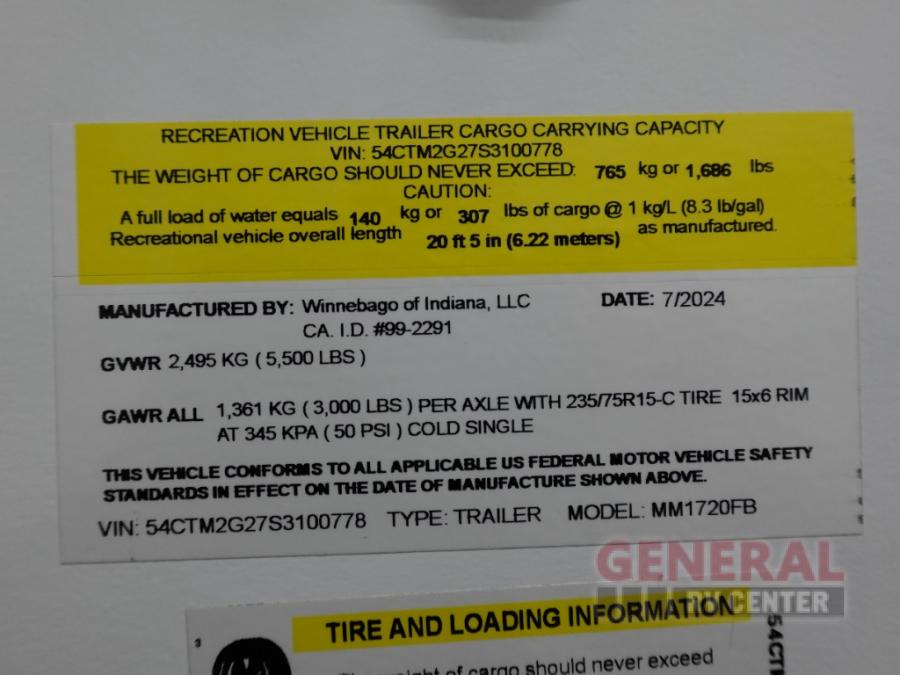 RECREATION VEHICLE TRAILER CARGO CARRYING CAPACITY
VIN: 54CTM2G27S3100778
THE WEIGHT OF CARGO SHOULD NEVER EXCEED: 765 kg or 1,686 lbs
CAUTION:
A full load of water equals 140 kg or 307 lbs of cargo @ 1 kg/L (8.3 lb/gal)
Recreational vehicle overall length 20 ft 5 in (6.22 meters) as manufactured.
MANUFACTURED BY: Winnebago of Indiana, LLC DATE: 7/2024
CA. I.D. #99-2291
GVWR 2,495 KG ( 5,500 LBS )
GAWR ALL 1,361 KG ( 3,000 LBS ) PER AXLE WITH 235/75R15-C TIRE 15x6 RIM
AT 345 KPA ( 50 PSI ) COLD SINGLE
THIS VEHICLE CONFORMS TO ALL APPLICABLE US FEDERAL MOTOR VEHICLE SAFETY
STANDARDS IN EFFECT ON THE DATE OF MANUFACTURE SHOWN ABOVE.
VIN: 54CTM2G27S3100778 TYPE: TRAILER MODEL: MM1720FB
GENERAL
RV CENTER
3
TIRE AND LOADING INFORMATION
of cargo should never exceed
54CT